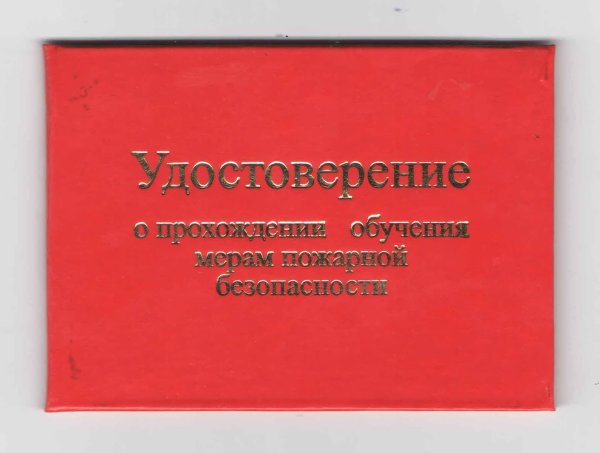 Удостоверение
о прохождении обучения
мерам пожарной
безопасности